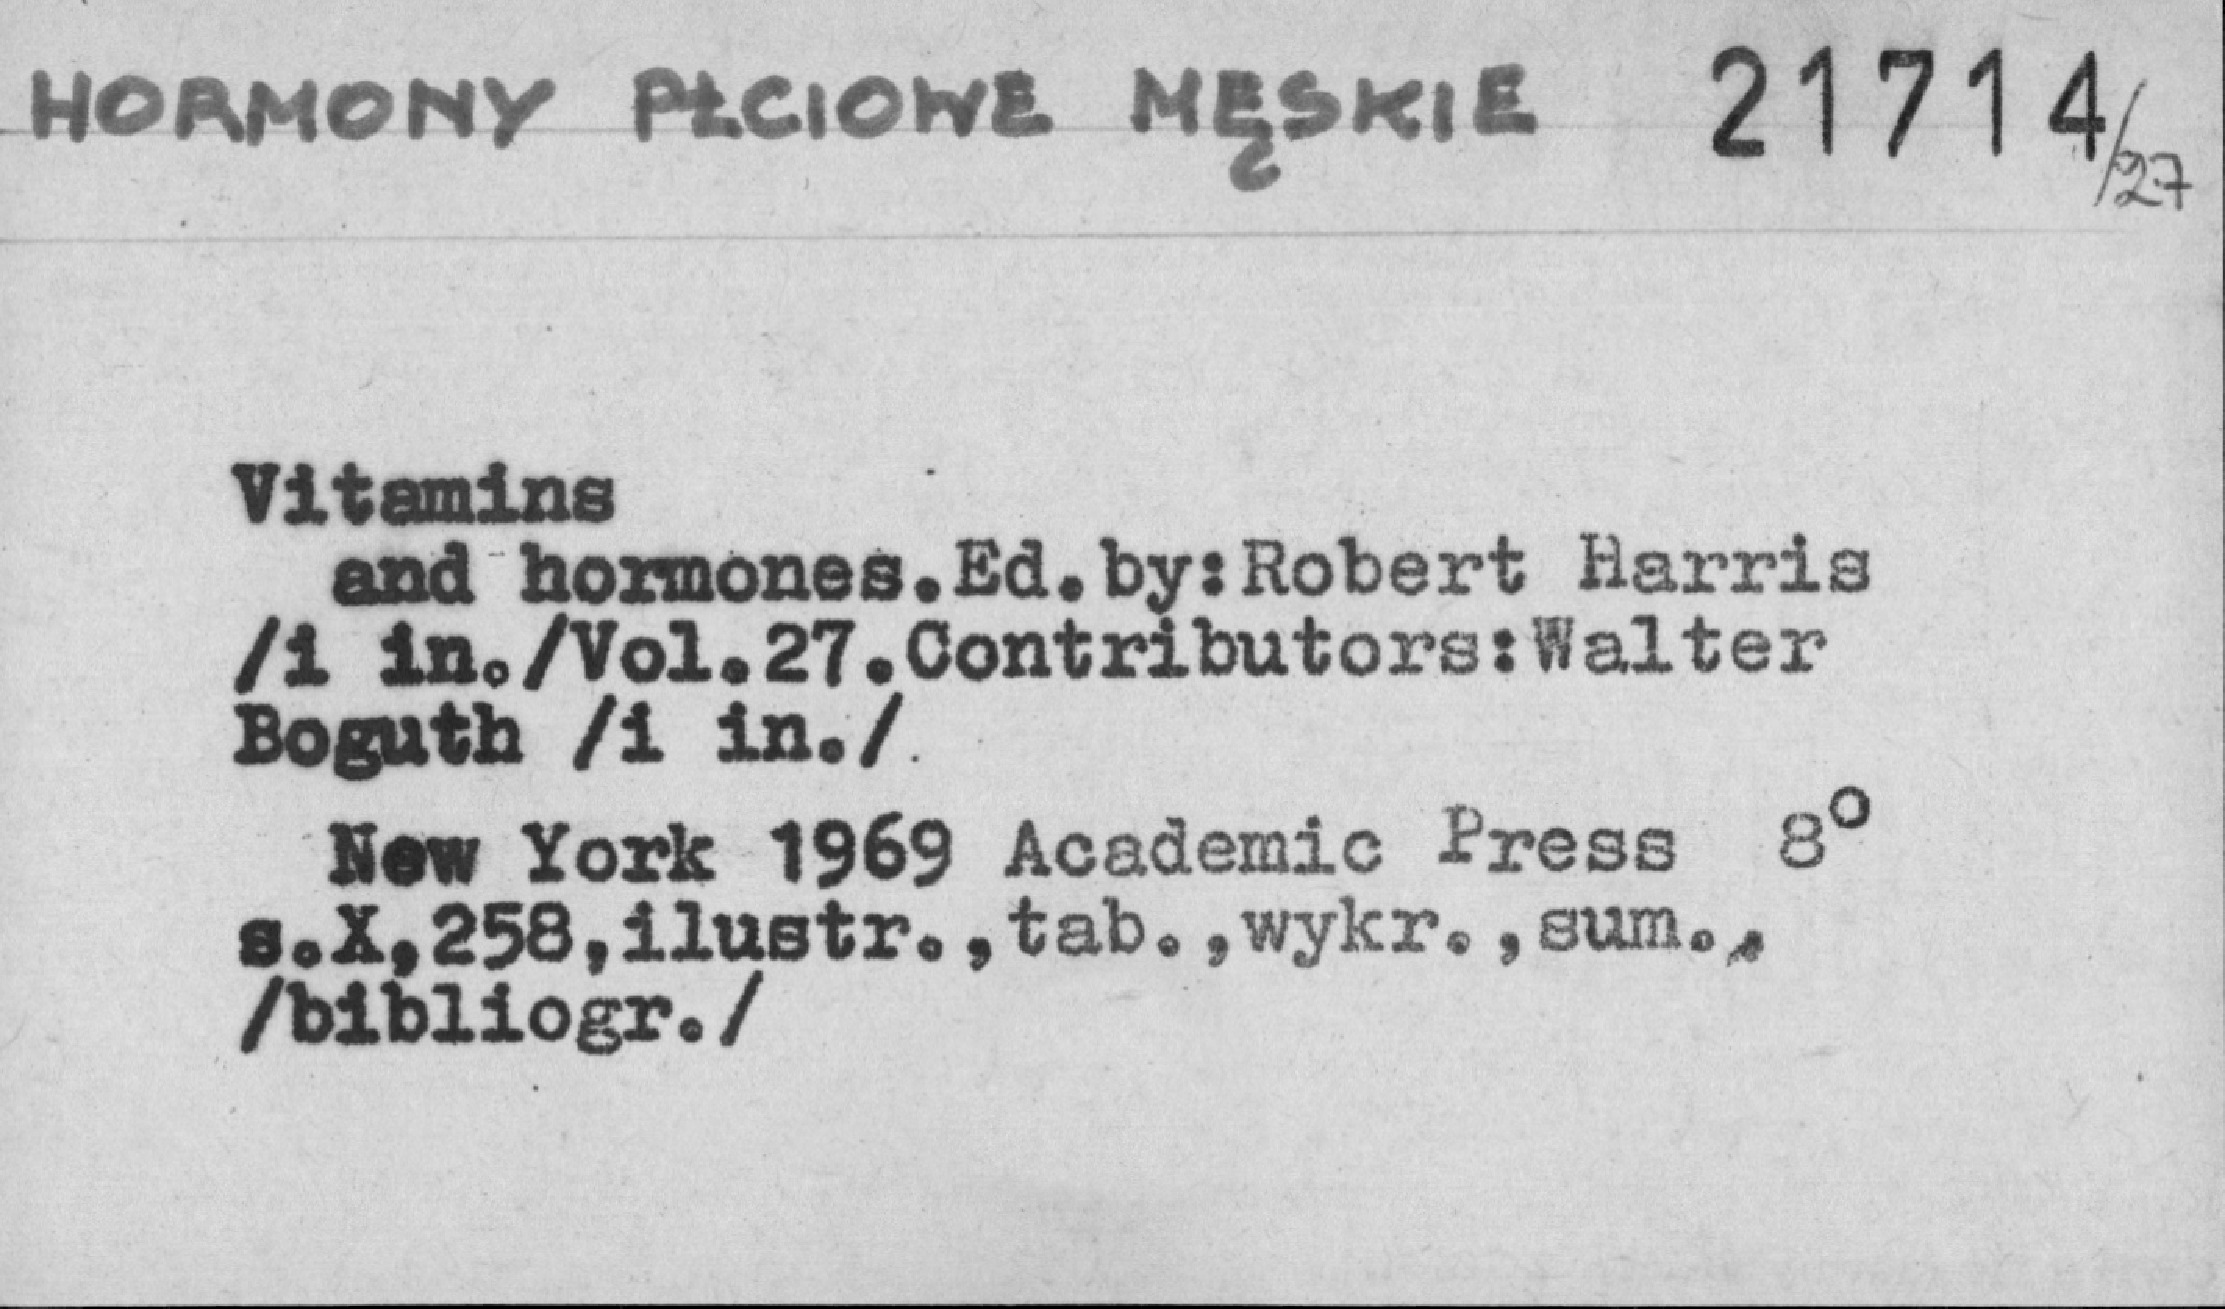 HORMONY PŁCIOWE MĘSKIE 21714/27
Vitamins
and hormones.Ed.by:Robert Harris
/i in./Vol.27.Contributors:Walter
Boguth /i in./.
New York 1969 Academic Press 8°
s.X,258,ilustr.,tab.,wykr.,sum.,
/bibliogr./